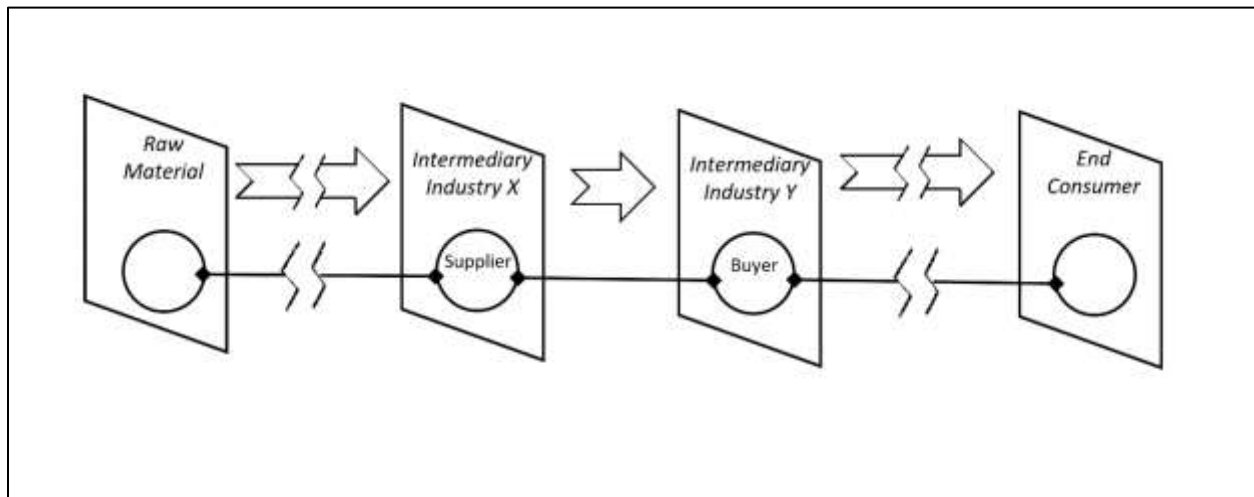 Raw
Material
Intermediary
Industry X
Intermediary
Industry Y
End
Consumer
Supplier
Buyer